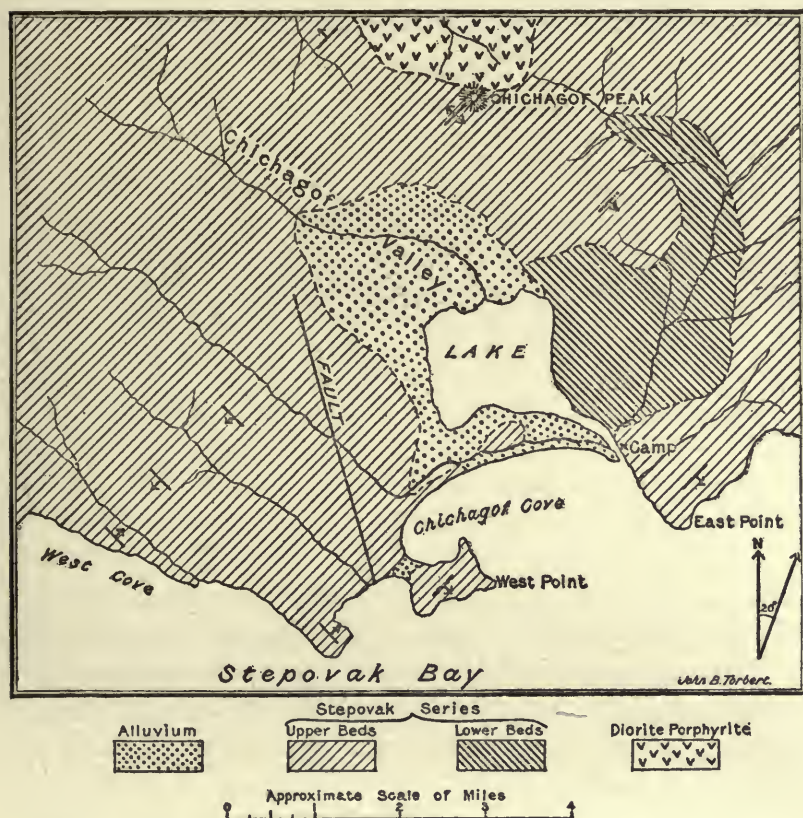 CHICHAGOF PEAK
Chichagof
Valley
LAKE
FAULT
Camp
Chichagof Cove
East Point
West Cove
West Point
N
20°
Stepovak Bay
John B. Torbert.
Stepovak Series
Alluvium
Upper Beds
Lower Beds
Diorite Porphyrite
Approximate Scale of Miles
0 1 2 3 4